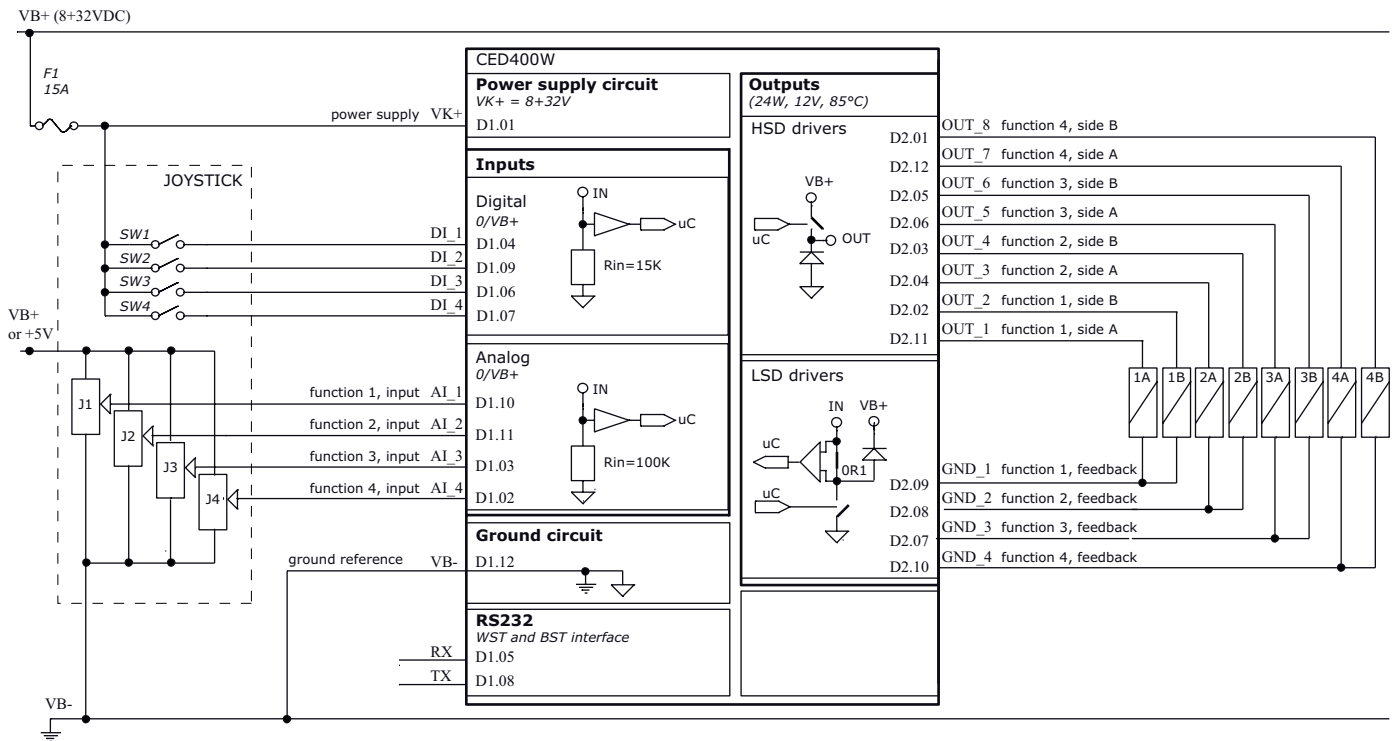 VB+ (8+32VDC)
F1
15A
power supply VK+
JOYSTICK
SW1
SW2
SW3
SW4
DI_1
DI_2
DI_3
DI_4
VB+
or +5V
J1
J2
J3
J4
function 1, input AI_1
function 2, input AI_2
function 3, input AI_3
function 4, input AI_4
ground reference VB-
RX
TX
VB-
CED400W
Power supply circuit
VK+ = 8+32V
D1.01
Inputs
Digital
0/VB+
D1.04
D1.09
D1.06
D1.07
IN
uC
Rin=15K
Analog
0/VB+
D1.10
D1.11
D1.03
D1.02
IN
uC
Rin=100K
Ground circuit
D1.12
RS232
WST and BST interface
D1.05
D1.08
Outputs
(24W, 12V, 85°C)
HSD drivers
VB+
uC
OUT
D2.01
D2.12
D2.05
D2.06
D2.03
D2.04
D2.02
D2.11
LSD drivers
IN VB+
uC
0R1
uC
D2.09
D2.08
D2.07
D2.10
OUT_8 function 4, side B
OUT_7 function 4, side A
OUT_6 function 3, side B
OUT_5 function 3, side A
OUT_4 function 2, side B
OUT_3 function 2, side A
OUT_2 function 1, side B
OUT_1 function 1, side A
1A 1B 2A 2B 3A 3B 4A 4B
GND_1 function 1, feedback
GND_2 function 2, feedback
GND_3 function 3, feedback
GND_4 function 4, feedback